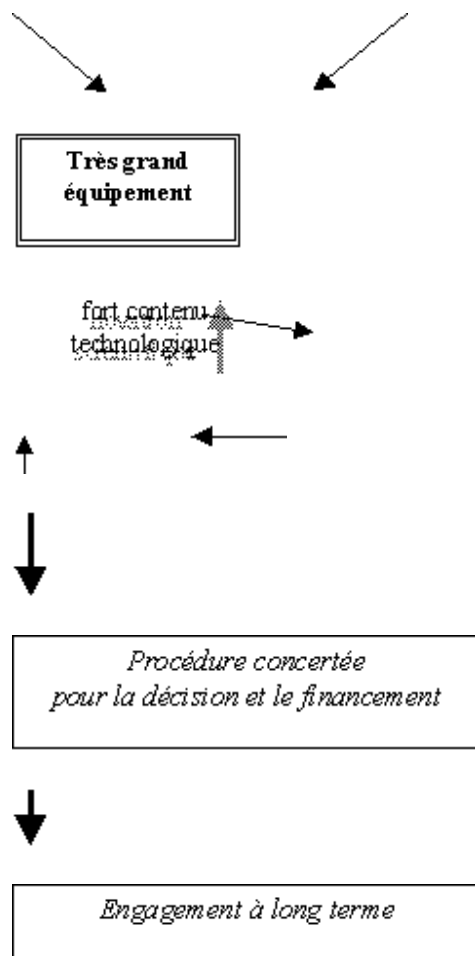 Très grand
équipement
fort contenu
technologique
Procédure concertée
pour la décision et le financement
Engagement à long terme